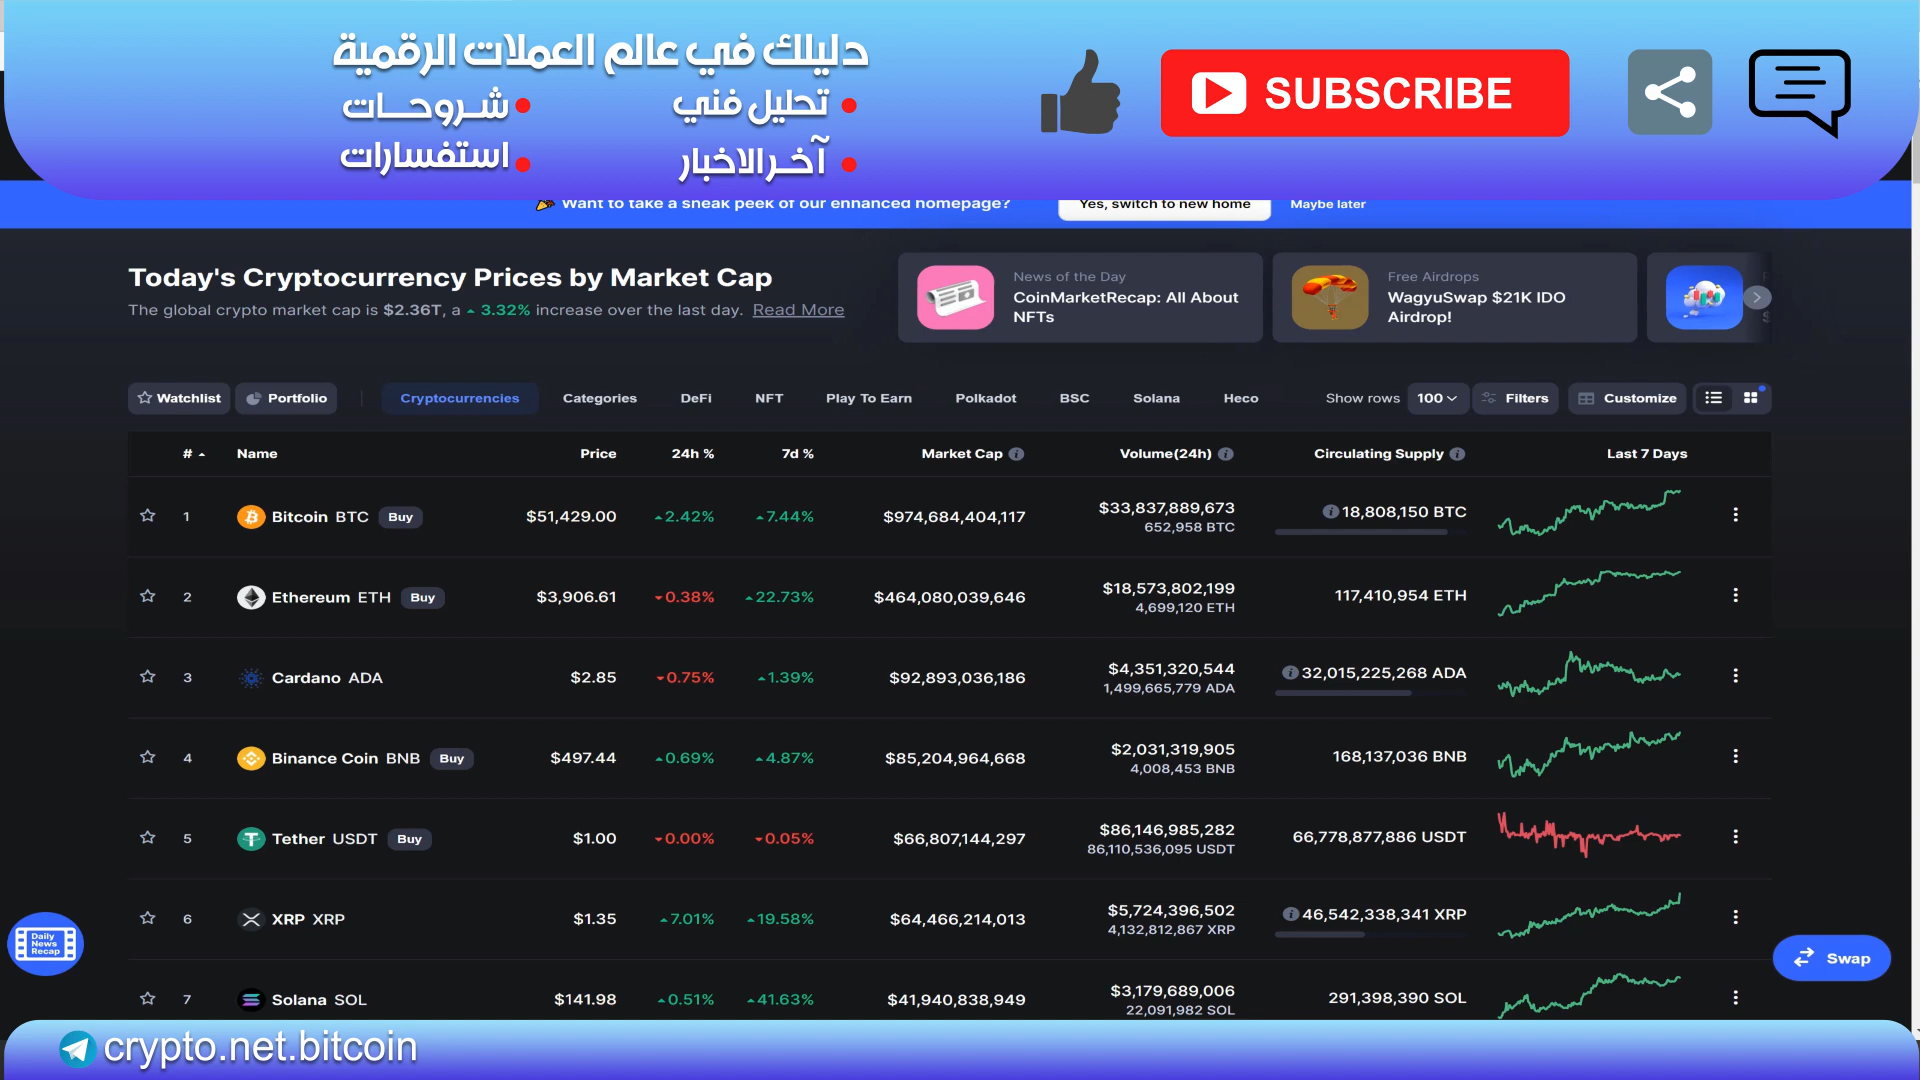 دليلك في عالم العملات الرقمية
تحليل فني
شروحات
آخر الاخبار
استفسارات
SUBSCRIBE
Want to take a sneak peek of our enhanced homepage?
Yes, switch to new home
Maybe later
Today's Cryptocurrency Prices by Market Cap
The global crypto market cap is $2.36T, a 3.32% increase over the last day. Read More
News of the Day
CoinMarketRecap: All About
NFTs
Free Airdrops
WagyuSwap $21K IDO
Airdrop!
Watchlist Portfolio Cryptocurrencies Categories DeFi NFT Play To Earn Polkadot BSC Solana Heco Show rows 100 Filters Customize
# Name Price 24h % 7d % Market Cap Volume(24h) Circulating Supply Last 7 Days
1 Bitcoin BTC Buy $51,429.00 2.42% 7.44% $974,684,404,117 $33,837,889,673 18,808,150 BTC
652,958 BTC
2 Ethereum ETH Buy $3,906.61 0.38% 22.73% $464,080,039,646 $18,573,802,199 117,410,954 ETH
4,699,120 ETH
3 Cardano ADA $2.85 0.75% 1.39% $92,893,036,186 $4,351,320,544 32,015,225,268 ADA
1,499,665,779 ADA
4 Binance Coin BNB Buy $497.44 0.69% 4.87% $85,204,964,668 $2,031,319,905 168,137,036 BNB
4,008,453 BNB
5 Tether USDT Buy $1.00 0.00% 0.05% $66,807,144,297 $86,146,985,282 66,778,877,886 USDT
86,110,536,095 USDT
6 XRP XRP $1.35 7.01% 19.58% $64,466,214,013 $5,724,396,502 46,542,338,341 XRP
4,132,812,867 XRP
7 Solana SOL $141.98 0.51% 41.63% $41,940,838,949 $3,179,689,006 291,398,390 SOL
22,091,982 SOL
Daily
News
Recap
Swap
crypto.net.bitcoin